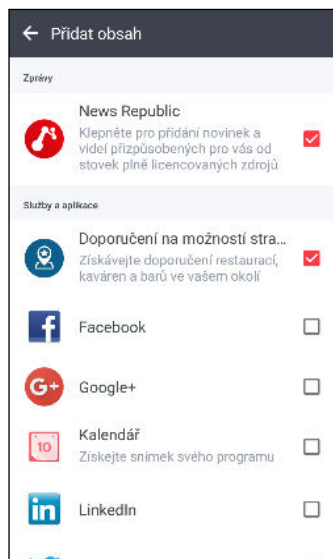 Přidat obsah
Zprávy
News Republic
Klepněte pro přidání novinek a
videí přizpůsobených pro vás od
stovek plně licencovaných zdrojů
Služby a aplikace
Doporučení na možností stra...
Získávejte doporučení restaurací,
kaváren a barů ve vašem okolí
f
Facebook
G+
Google+
10
Kalendář
Získejte snímek svého programu
in
LinkedIn